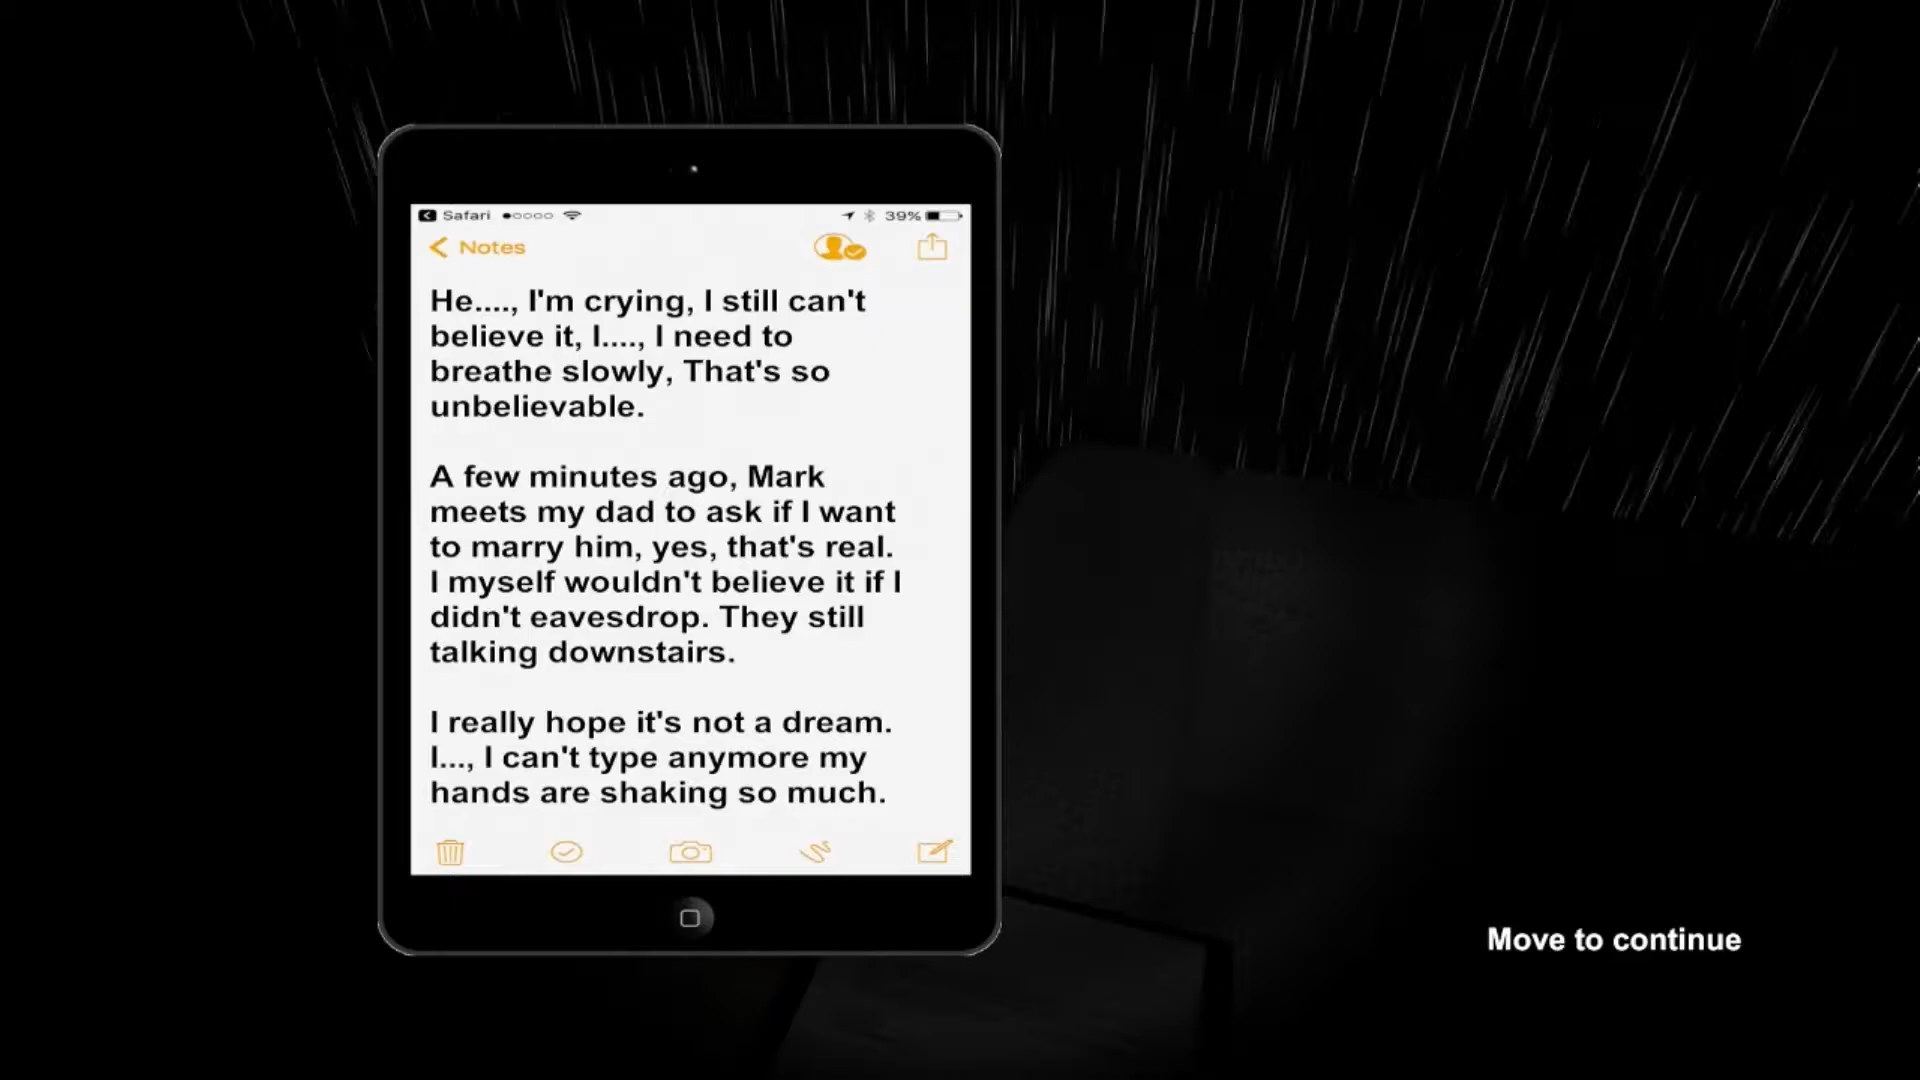 Safari 39%
Notes
He...., I'm crying, I still can't
believe it, I...., I need to
breathe slowly, That's so
unbelievable.
A few minutes ago, Mark
meets my dad to ask if I want
to marry him, yes, that's real.
I myself wouldn't believe it if I
didn't eavesdrop. They still
talking downstairs.
I really hope it's not a dream.
I..., I can't type anymore my
hands are shaking so much.
Move to continue